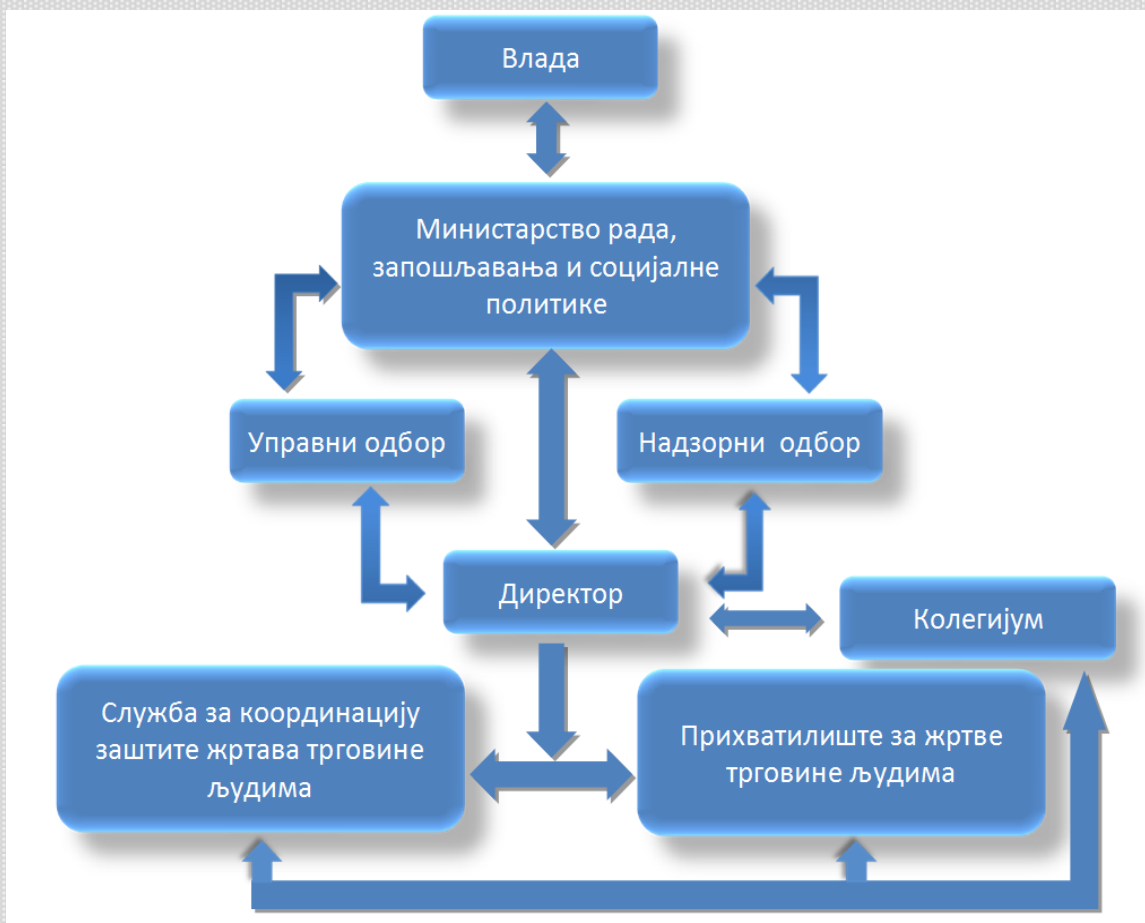 Влада
Министарство рада,
запошљавања и социјалне
политике
Управни одбор
Надзорни одбор
Директор
Колегијум
Служба за координацију
заштите жртава трговине
људима
Прихватилиште за жртве
трговине људима